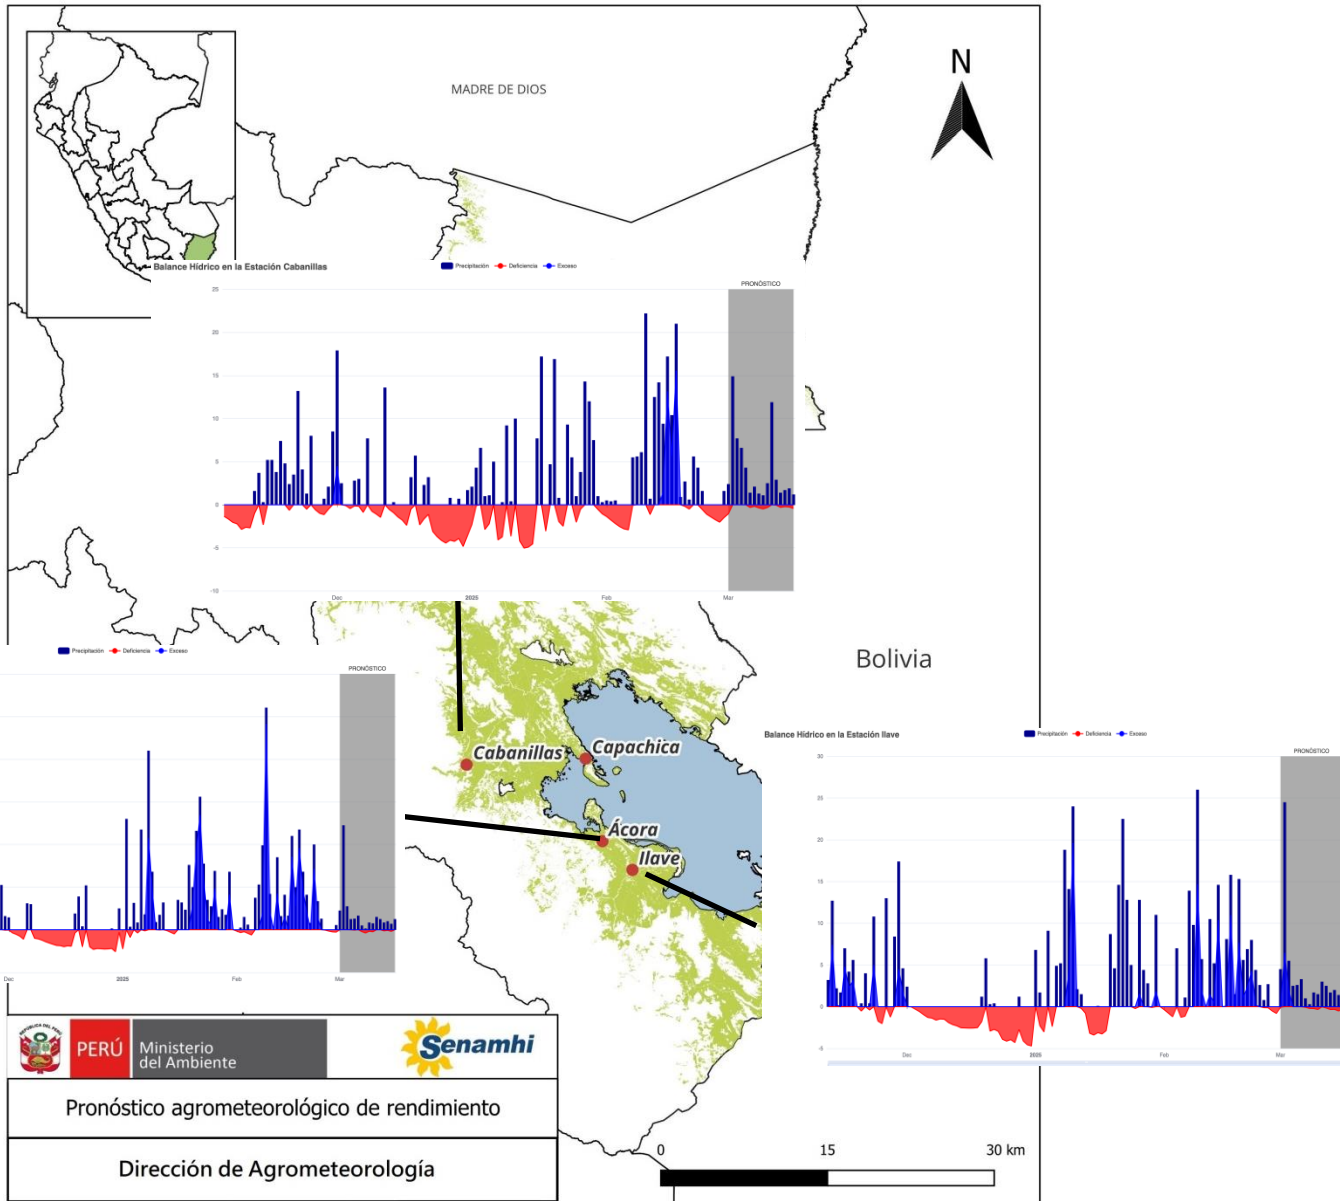 MADRE DE DIOS
N
Balance Hídrico en la Estación Cabanillas
Precipitación Deficiencia Exceso
PRONÓSTICO
25
20
15
10
5
0
-5
-10
Dec 2025 Feb Mar
Bolivia
Precipitación Deficiencia Exceso
PRONÓSTICO
Dec 2025 Feb Mar
Cabanillas
Capachica
Ácora
Ilave
Balance Hídrico en la Estación Ilave
Precipitación Deficiencia Exceso
PRONÓSTICO
30
25
20
15
10
5
0
-5
Dec 2025 Feb Mar
REPUBLICA DEL PERÚ
PERÚ
Ministerio
del Ambiente
Senamhi
Pronóstico agrometeorológico de rendimiento
Dirección de Agrometeorología
0 15 30 km